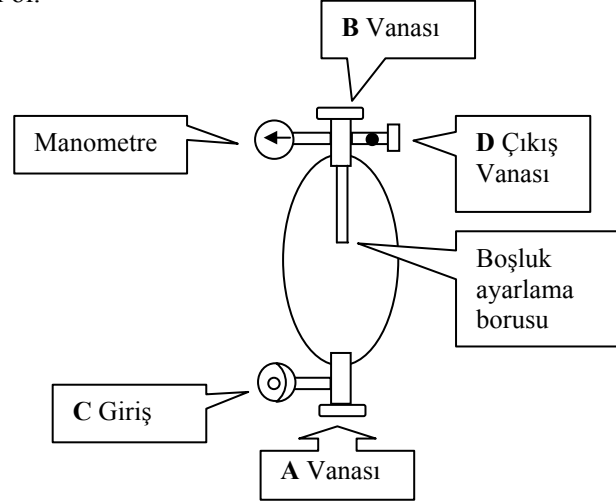 B Vanası
Manometre
D Çıkış
Vanası
Boşluk
ayarlama
borusu
C Giriş
A Vanası